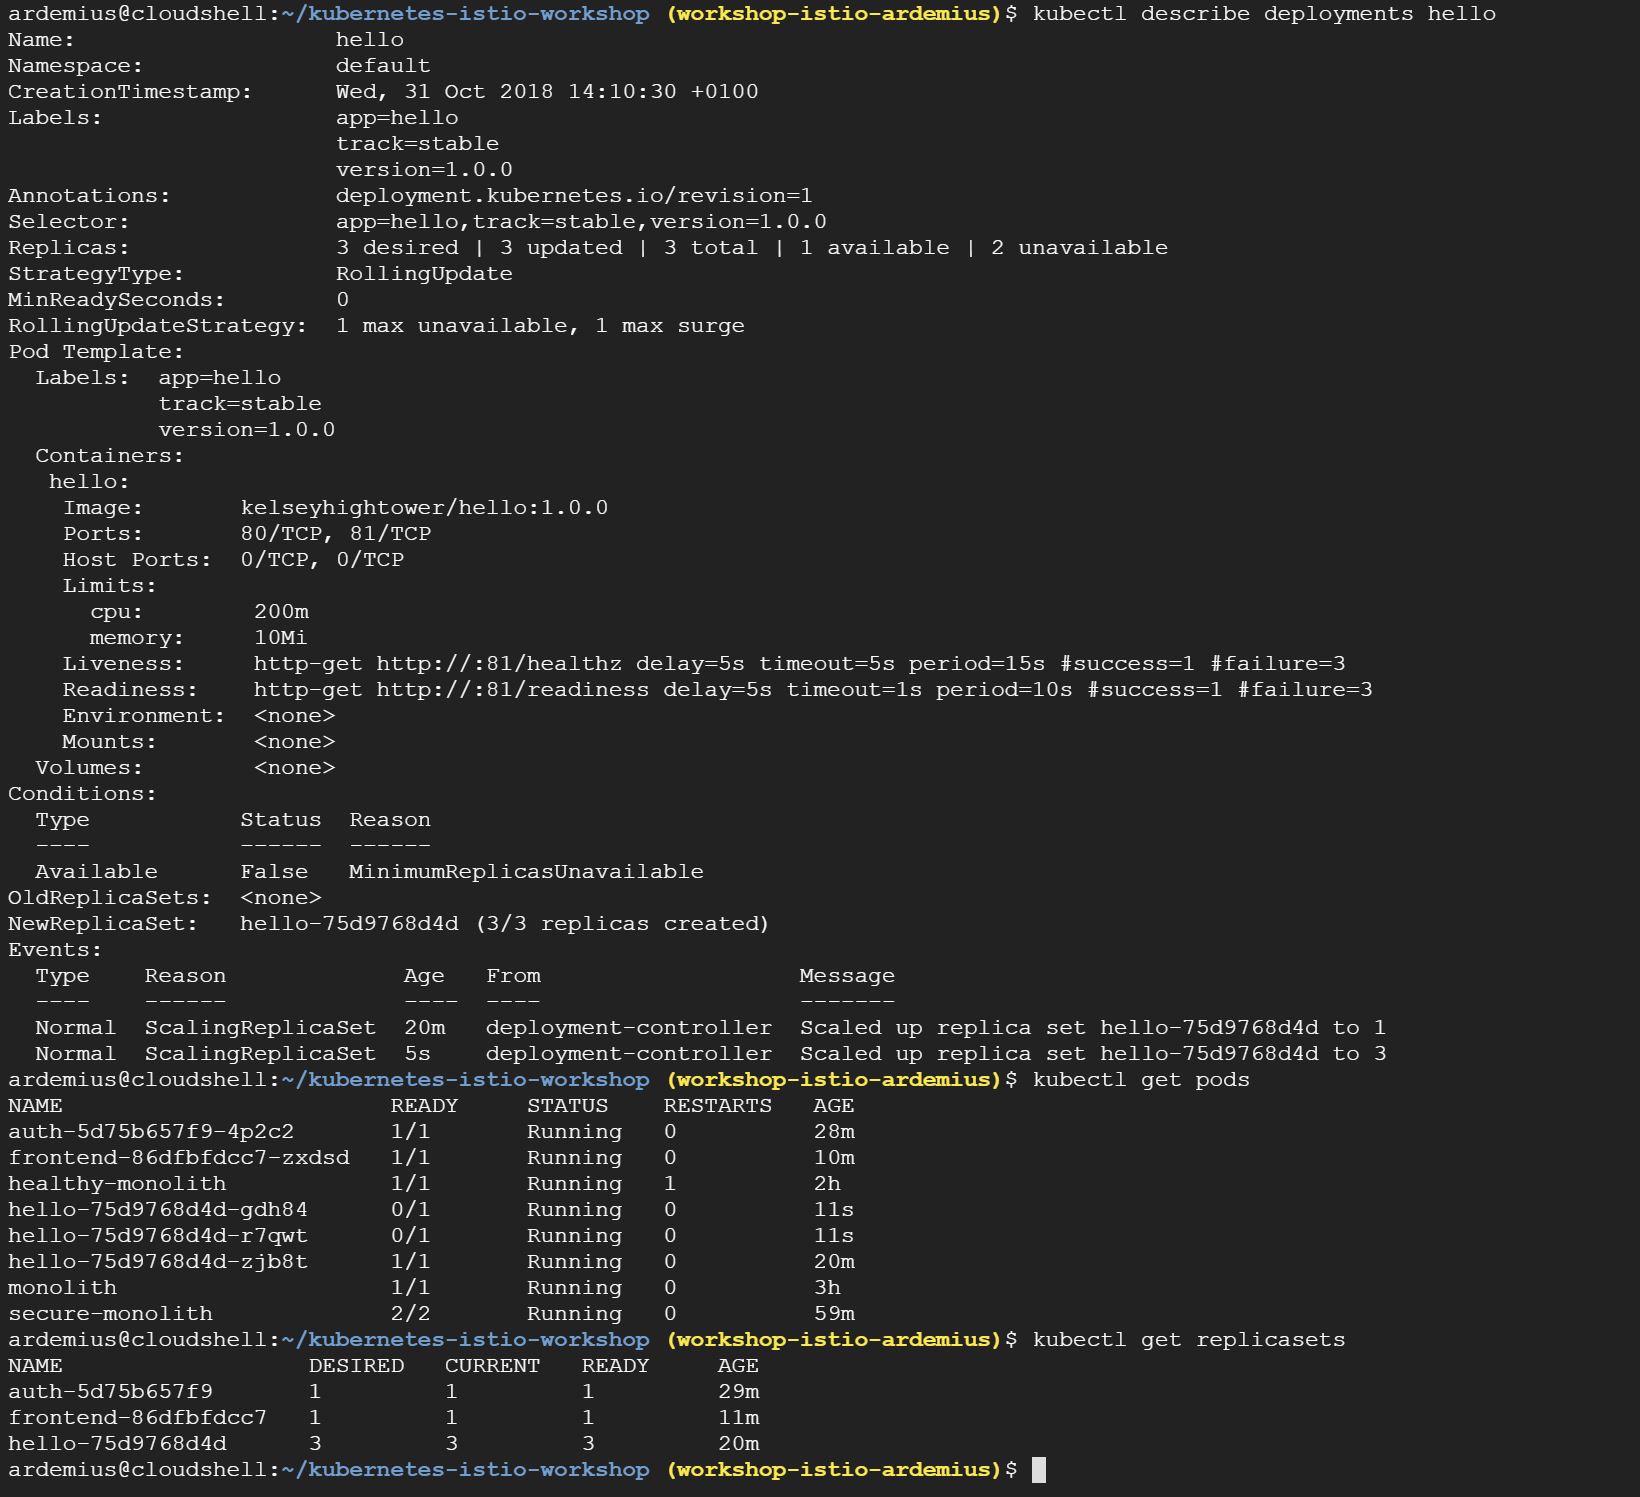 ardemius@cloudshell:~/kubernetes-istio-workshop (workshop-istio-ardemius)$ kubectl describe deployments hello
Name:                   hello
Namespace:              default
CreationTimestamp:      Wed, 31 Oct 2018 14:10:30 +0100
Labels:                 app=hello
                        track=stable
                        version=1.0.0
Annotations:            deployment.kubernetes.io/revision=1
Selector:               app=hello,track=stable,version=1.0.0
Replicas:               3 desired | 3 updated | 3 total | 1 available | 2 unavailable
StrategyType:           RollingUpdate
MinReadySeconds:        0
RollingUpdateStrategy:  1 max unavailable, 1 max surge
Pod Template:
  Labels:  app=hello
           track=stable
           version=1.0.0
  Containers:
   hello:
    Image:       kelseyhightower/hello:1.0.0
    Ports:       80/TCP, 81/TCP
    Host Ports:  0/TCP, 0/TCP
    Limits:
      cpu:        200m
      memory:     10Mi
    Liveness:     http-get http://:81/healthz delay=5s timeout=5s period=15s #success=1 #failure=3
    Readiness:    http-get http://:81/readiness delay=5s timeout=1s period=10s #success=1 #failure=3
    Environment:  <none>
    Mounts:       <none>
  Volumes:        <none>
Conditions:
  Type           Status  Reason
  ----           ------  ------
  Available      False   MinimumReplicasUnavailable
OldReplicaSets:  <none>
NewReplicaSet:   hello-75d9768d4d (3/3 replicas created)
Events:
  Type    Reason             Age   From                   Message
  ----    ------             ----  ----                   -------
  Normal  ScalingReplicaSet  20m   deployment-controller  Scaled up replica set hello-75d9768d4d to 1
  Normal  ScalingReplicaSet  5s    deployment-controller  Scaled up replica set hello-75d9768d4d to 3
ardemius@cloudshell:~/kubernetes-istio-workshop (workshop-istio-ardemius)$ kubectl get pods
NAME                        READY     STATUS    RESTARTS   AGE
auth-5d75b657f9-4p2c2       1/1       Running   0          28m
frontend-86dfbfdcc7-zxdsd   1/1       Running   0          10m
healthy-monolith            1/1       Running   1          2h
hello-75d9768d4d-gdh84      0/1       Running   0          11s
hello-75d9768d4d-r7qwt      0/1       Running   0          11s
hello-75d9768d4d-zjb8t      1/1       Running   0          20m
monolith                    1/1       Running   0          3h
secure-monolith             2/2       Running   0          59m
ardemius@cloudshell:~/kubernetes-istio-workshop (workshop-istio-ardemius)$ kubectl get replicasets
NAME                  DESIRED   CURRENT   READY     AGE
auth-5d75b657f9       1         1         1         29m
frontend-86dfbfdcc7   1         1         1         11m
hello-75d9768d4d      3         3         3         20m
ardemius@cloudshell:~/kubernetes-istio-workshop (workshop-istio-ardemius)$